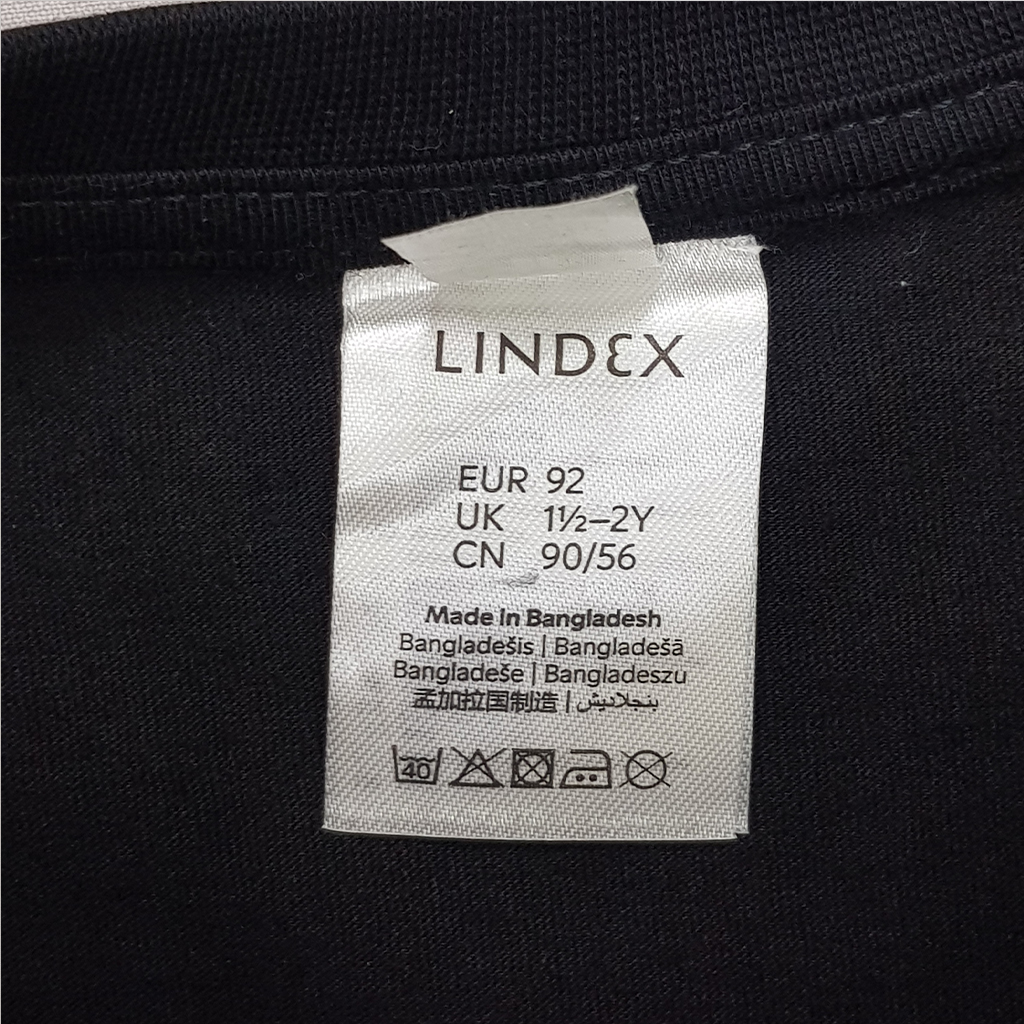 LINDEX
EUR 92
UK 1½–2Y
CN 90/56
Made in Bangladesh
Bangladešis | Bangladešā
Bangladeše | Bangladeszu
孟加拉国制造 | بنجلاديش
40